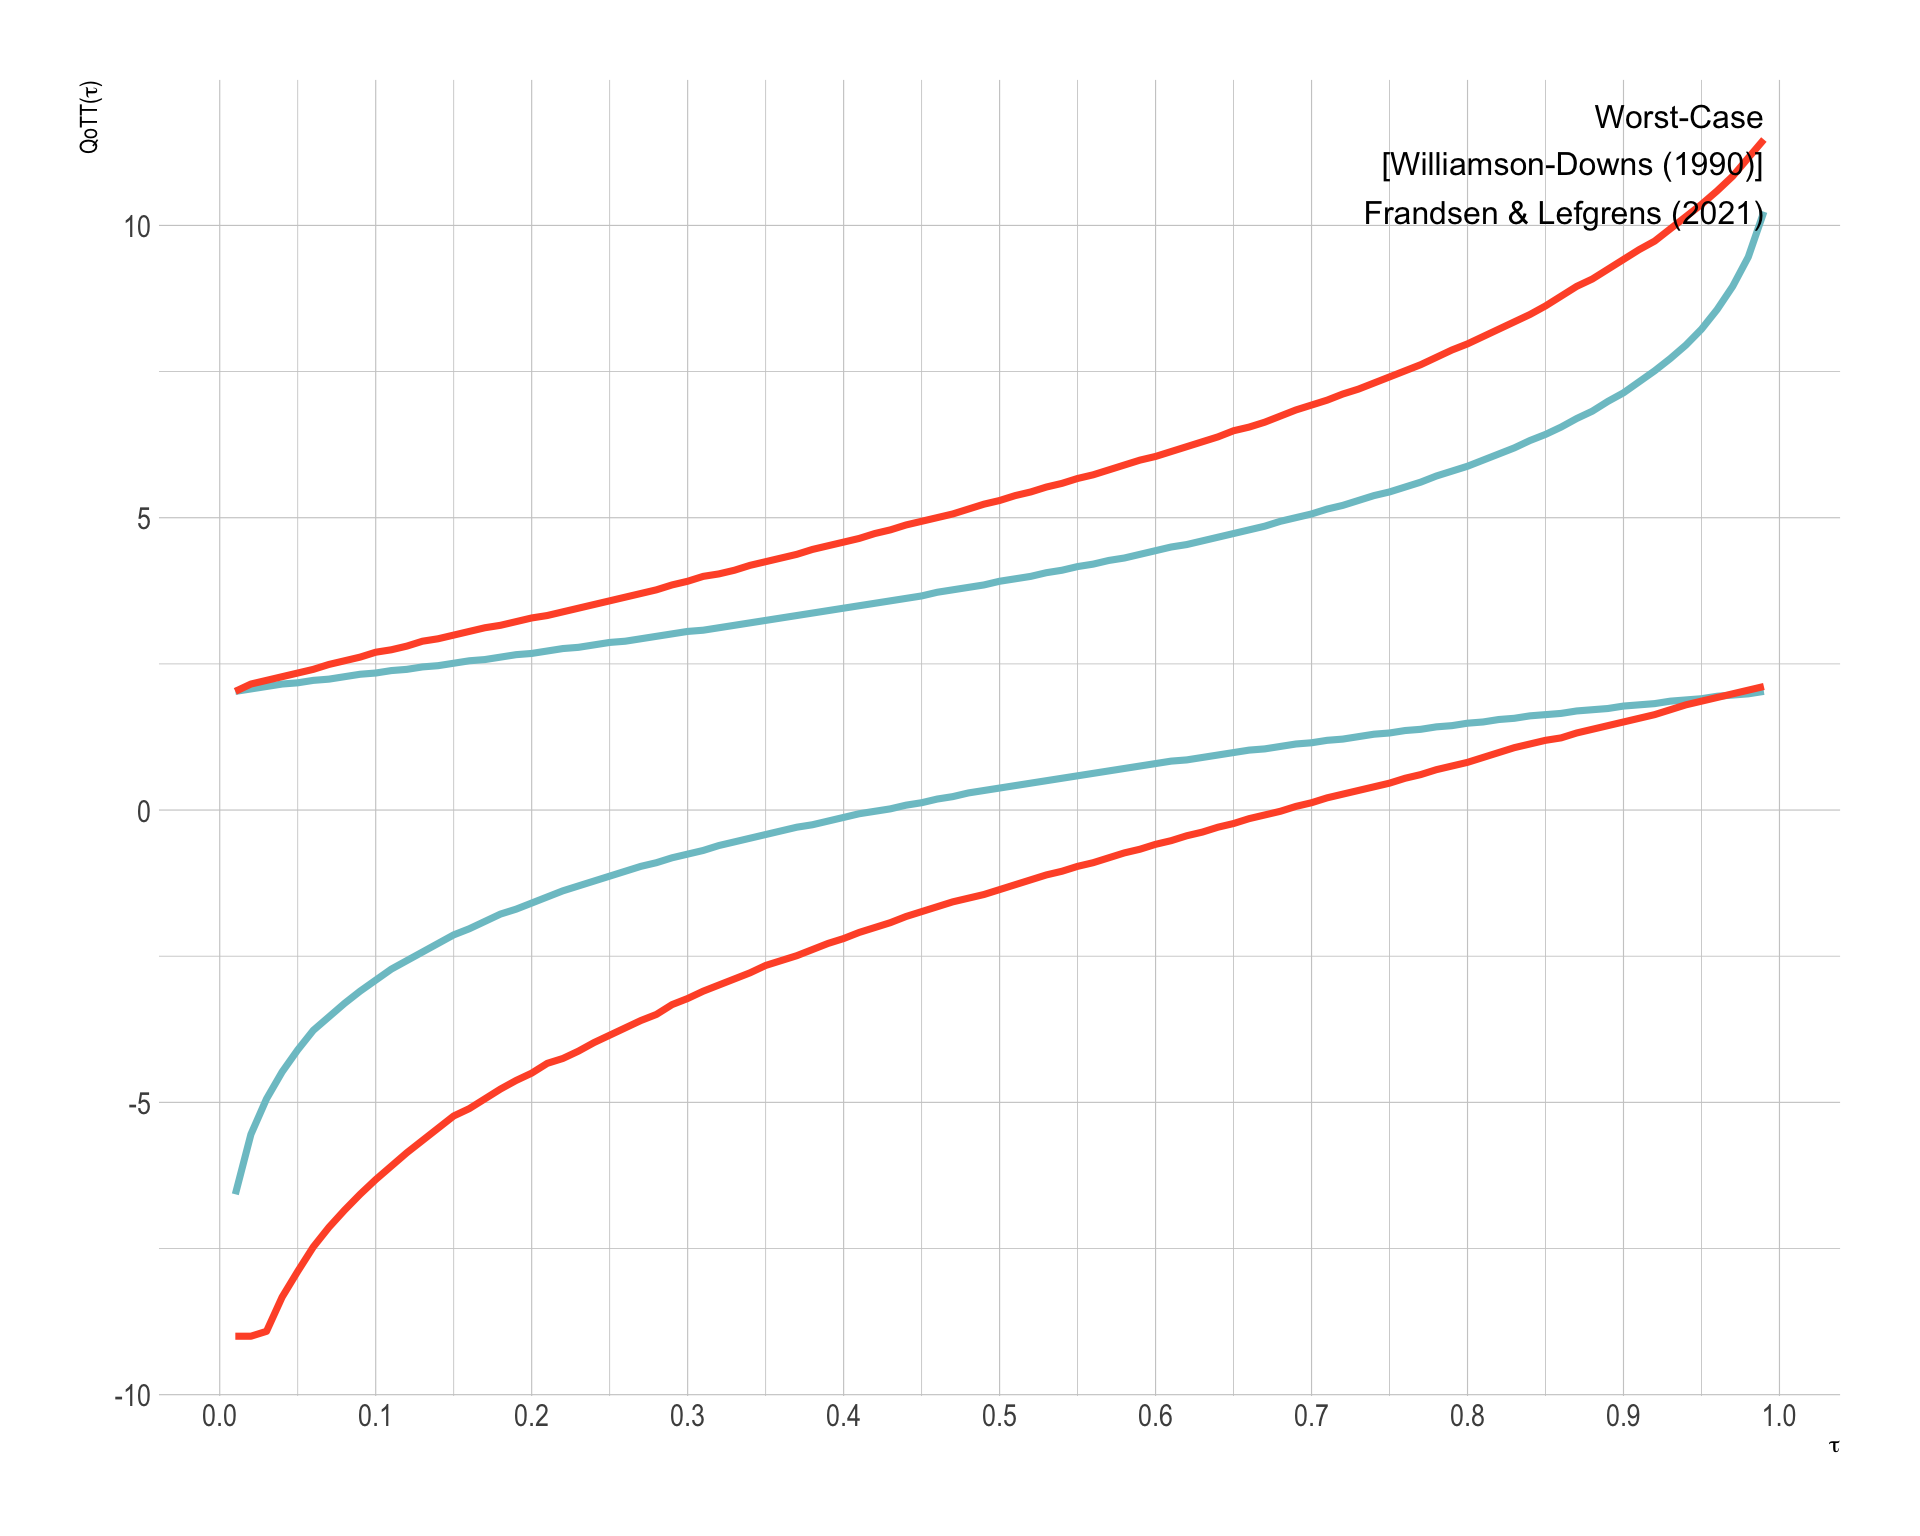 QoTT(τ)
Worst-Case
[Williamson-Downs (1990)]
Frandsen & Lefgrens (2021)
10
5
0
-5
-10
0.0 0.1 0.2 0.3 0.4 0.5 0.6 0.7 0.8 0.9 1.0
τ